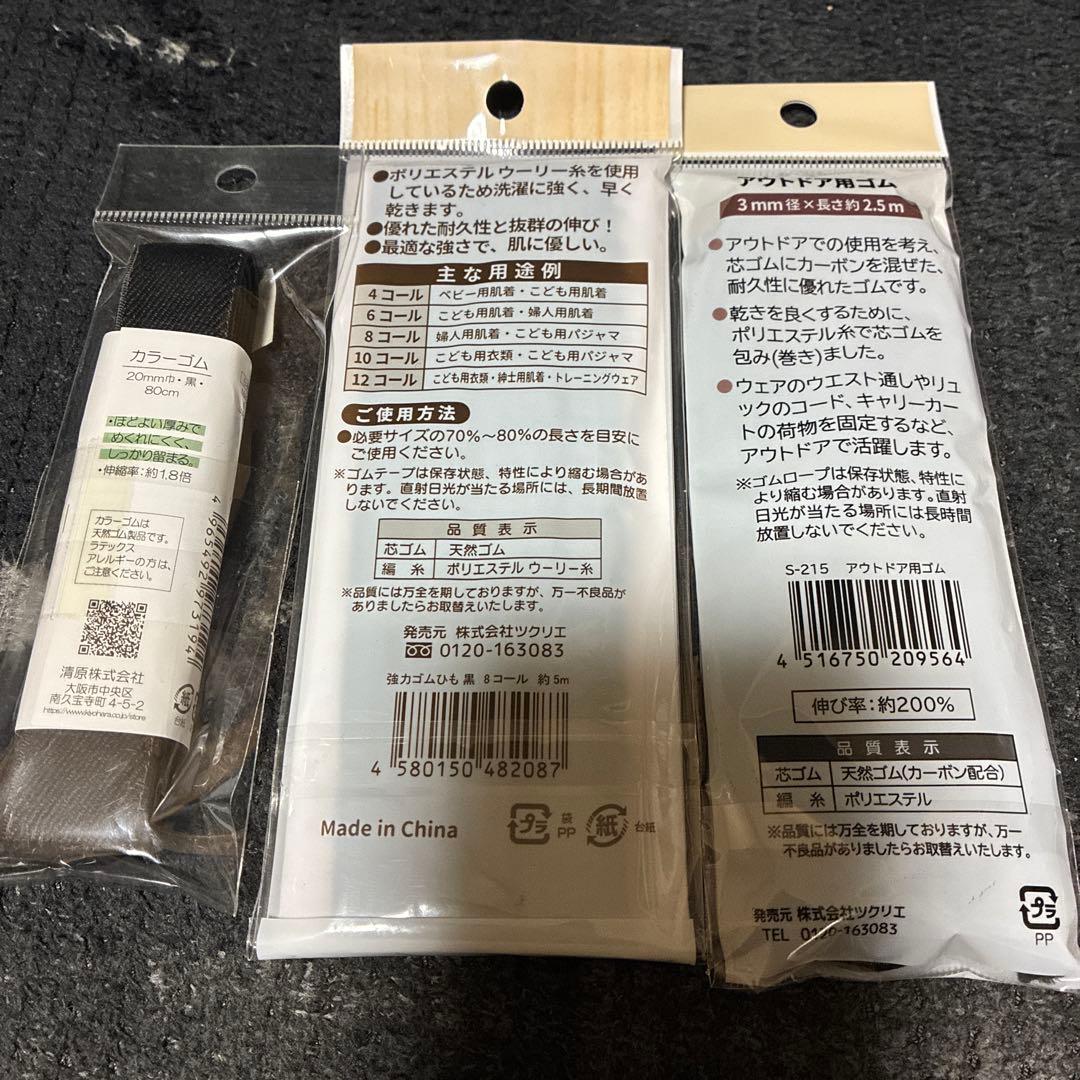 カラーゴム
20mm巾・黒・
80cm
・ほどよい厚みで
めくれにくく、
しっかり留まる。
・伸縮率：約1.8倍
カラーゴムは
天然ゴム製品です。
ラテックス
アレルギーの方は、
ご注意ください。
清原株式会社
大阪市中央区
南久宝寺町4-5-2
https://www.kiyohara.co.jp/store
紙
台紙
●ポリエステル ウーリー糸を使用
しているため洗濯に強く、早く
乾きます。
●優れた耐久性と抜群の伸び！
●最適な強さで、肌に優しい。
主な用途例
4コール ベビー用肌着・こども用肌着
6コール こども用肌着・婦人用肌着
8コール 婦人用肌着・こども用パジャマ
10コール こども用衣類・こども用パジャマ
12コール こども用衣類・紳士用肌着・トレーニングウェア
ご使用方法
●必要サイズの70%～80%の長さを目安に
ご使用ください。
※ゴムテープは保存状態、特性により縮む場合があり
ます。直射日光が当たる場所には、長期間放置
しないでください。
品質表示
芯ゴム 天然ゴム
編糸 ポリエステル ウーリー糸
※品質には万全を期しておりますが、万一不良品が
ありましたらお取替えいたします。
発売元 株式会社ツクリエ
0120-163083
強力ゴムひも 黒 8コール 約5m
4 580150 482087
Made in China
プラ 袋 PP 紙 台紙
アウトドア用ゴム
3mm径×長さ約2.5m
●アウトドアでの使用を考え、
芯ゴムにカーボンを混ぜた、
耐久性に優れたゴムです。
●乾きを良くするために、
ポリエステル糸で芯ゴムを
包み(巻き)ました。
●ウェアのウエスト通しやリュ
ックのコード、キャリーカー
トの荷物を固定するなど、
アウトドアで活躍します。
※ゴムロープは保存状態、特性に
より縮む場合があります。直射
日光が当たる場所には長時間
放置しないでください。
S-215 アウトドア用ゴム
4 516750 209564
伸び率：約200%
品質表示
芯ゴム 天然ゴム(カーボン配合)
編糸 ポリエステル
※品質には万全を期しておりますが、万一
不良品がありましたらお取替えいたします。
発売元 株式会社ツクリエ
TEL 0120-163083
プラ
PP